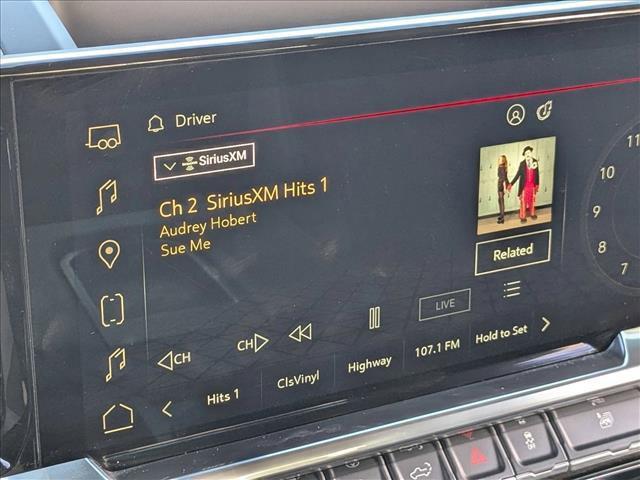 Driver
SiriusXM
Ch 2 SiriusXM Hits 1
Audrey Hobert
Sue Me
Related
LIVE
CH
CH
Hits 1
ClsVinyl
Highway
107.1 FM
Hold to Set
11
10
9
8
7